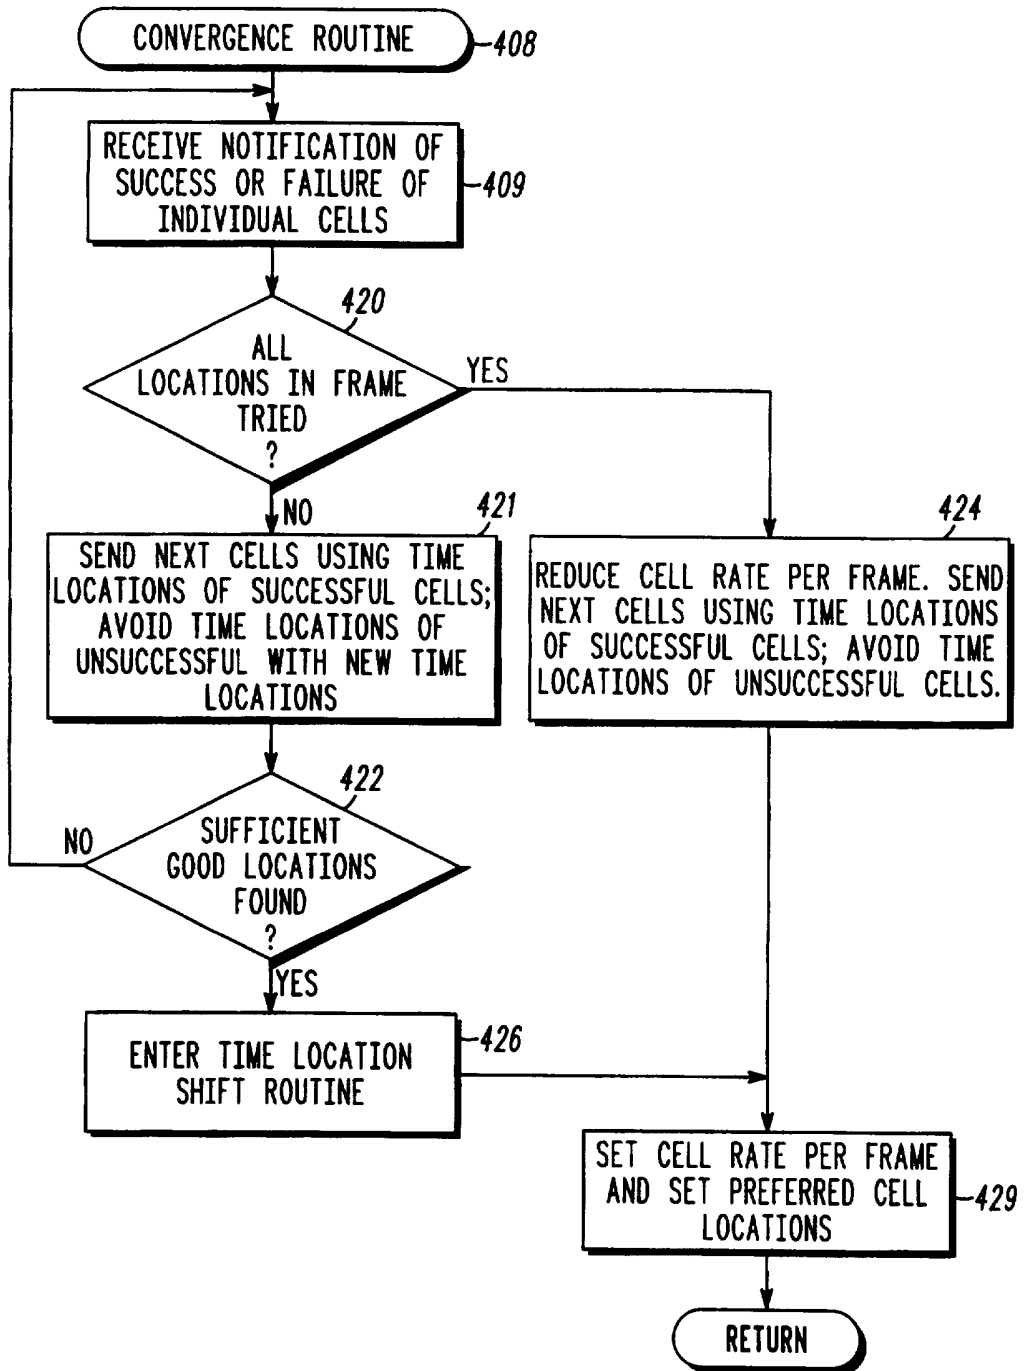 CONVERGENCE ROUTINE
408
RECEIVE NOTIFICATION OF
SUCCESS OR FAILURE OF
INDIVIDUAL CELLS
409
420
ALL
LOCATIONS IN FRAME
TRIED
?
YES
NO
421
SEND NEXT CELLS USING TIME
LOCATIONS OF SUCCESSFUL CELLS;
AVOID TIME LOCATIONS OF
UNSUCCESSFUL WITH NEW TIME
LOCATIONS
424
REDUCE CELL RATE PER FRAME. SEND
NEXT CELLS USING TIME LOCATIONS
OF SUCCESSFUL CELLS; AVOID TIME
LOCATIONS OF UNSUCCESSFUL CELLS.
422
SUFFICIENT
GOOD LOCATIONS
FOUND
?
NO
YES
ENTER TIME LOCATION
SHIFT ROUTINE
426
SET CELL RATE PER FRAME
AND SET PREFERRED CELL
LOCATIONS
429
RETURN